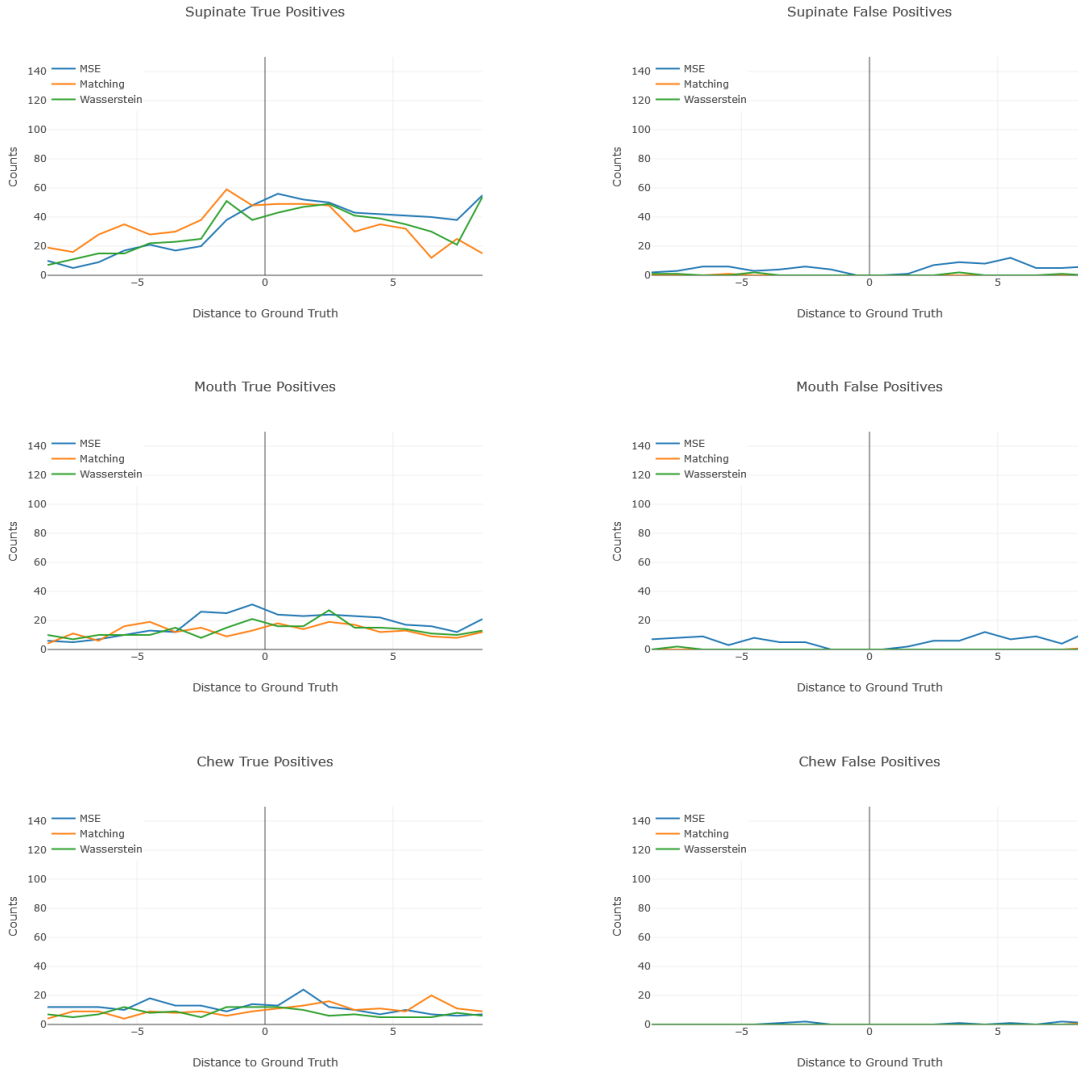 Supinate True Positives
MSE
Matching
Wasserstein
140
120
100
80
60
40
20
0
Counts
−5
0
5
Distance to Ground Truth
Supinate False Positives
MSE
Matching
Wasserstein
140
120
100
80
60
40
20
0
Counts
−5
0
5
Distance to Ground Truth
Mouth True Positives
MSE
Matching
Wasserstein
140
120
100
80
60
40
20
0
Counts
−5
0
5
Distance to Ground Truth
Mouth False Positives
MSE
Matching
Wasserstein
140
120
100
80
60
40
20
0
Counts
−5
0
5
Distance to Ground Truth
Chew True Positives
MSE
Matching
Wasserstein
140
120
100
80
60
40
20
0
Counts
−5
0
5
Distance to Ground Truth
Chew False Positives
MSE
Matching
Wasserstein
140
120
100
80
60
40
20
0
Counts
−5
0
5
Distance to Ground Truth